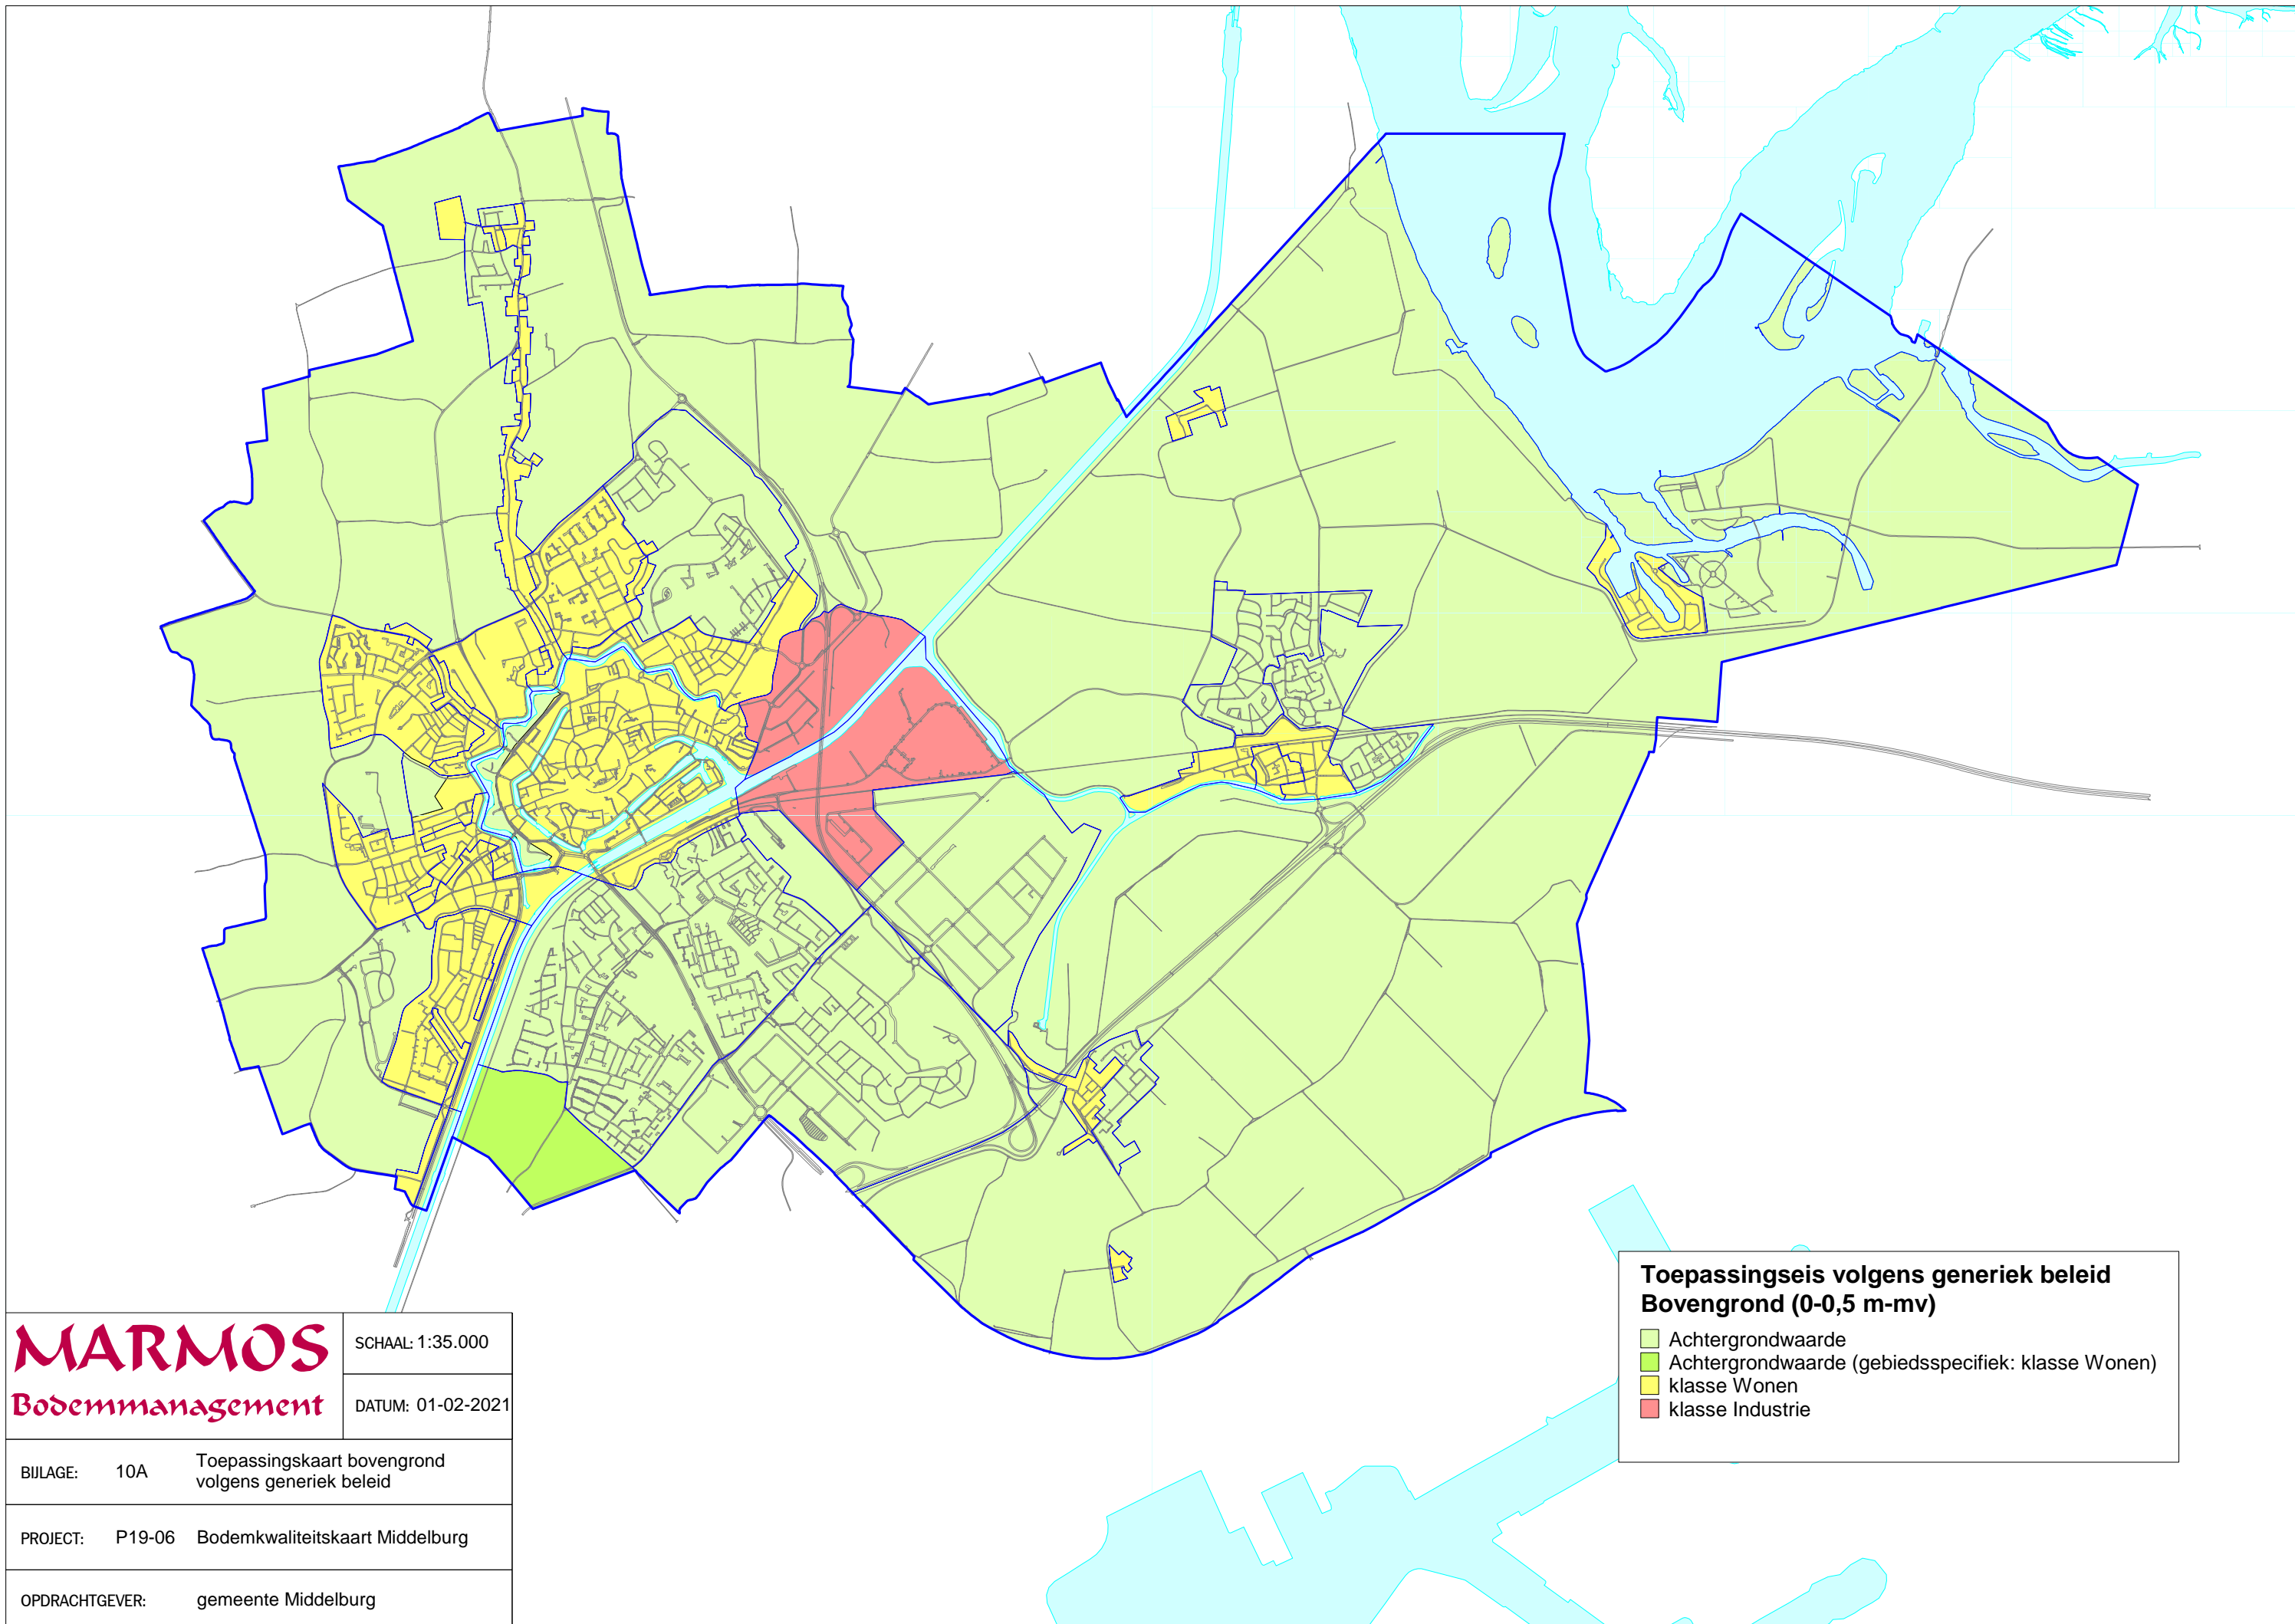 Toepassingseis volgens generiek beleid
Bovengrond (0-0,5 m-mv)
Achtergrondwaarde
Achtergrondwaarde (gebiedsspecifiek: klasse Wonen)
klasse Wonen
klasse Industrie
MARMOS
Bodemmanagement
SCHAAL: 1:35.000
DATUM: 01-02-2021
BIJLAGE: 10A Toepassingskaart bovengrond
volgens generiek beleid
PROJECT: P19-06 Bodemkwaliteitskaart Middelburg
OPDRACHTGEVER: gemeente Middelburg